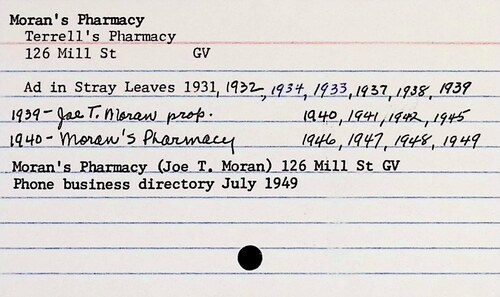 Moran's Pharmacy
Terrell's Pharmacy
126 Mill St GV
Ad in Stray Leaves 1931, 1932, 1934, 1933, 1937, 1938, 1939
1939- Joe T. Moran prop. 1940, 1941, 1942, 1945
1940- Moran's Pharmacy 1946, 1947, 1948, 1949
Moran's Pharmacy (Joe T. Moran) 126 Mill St GV
Phone business directory July 1949